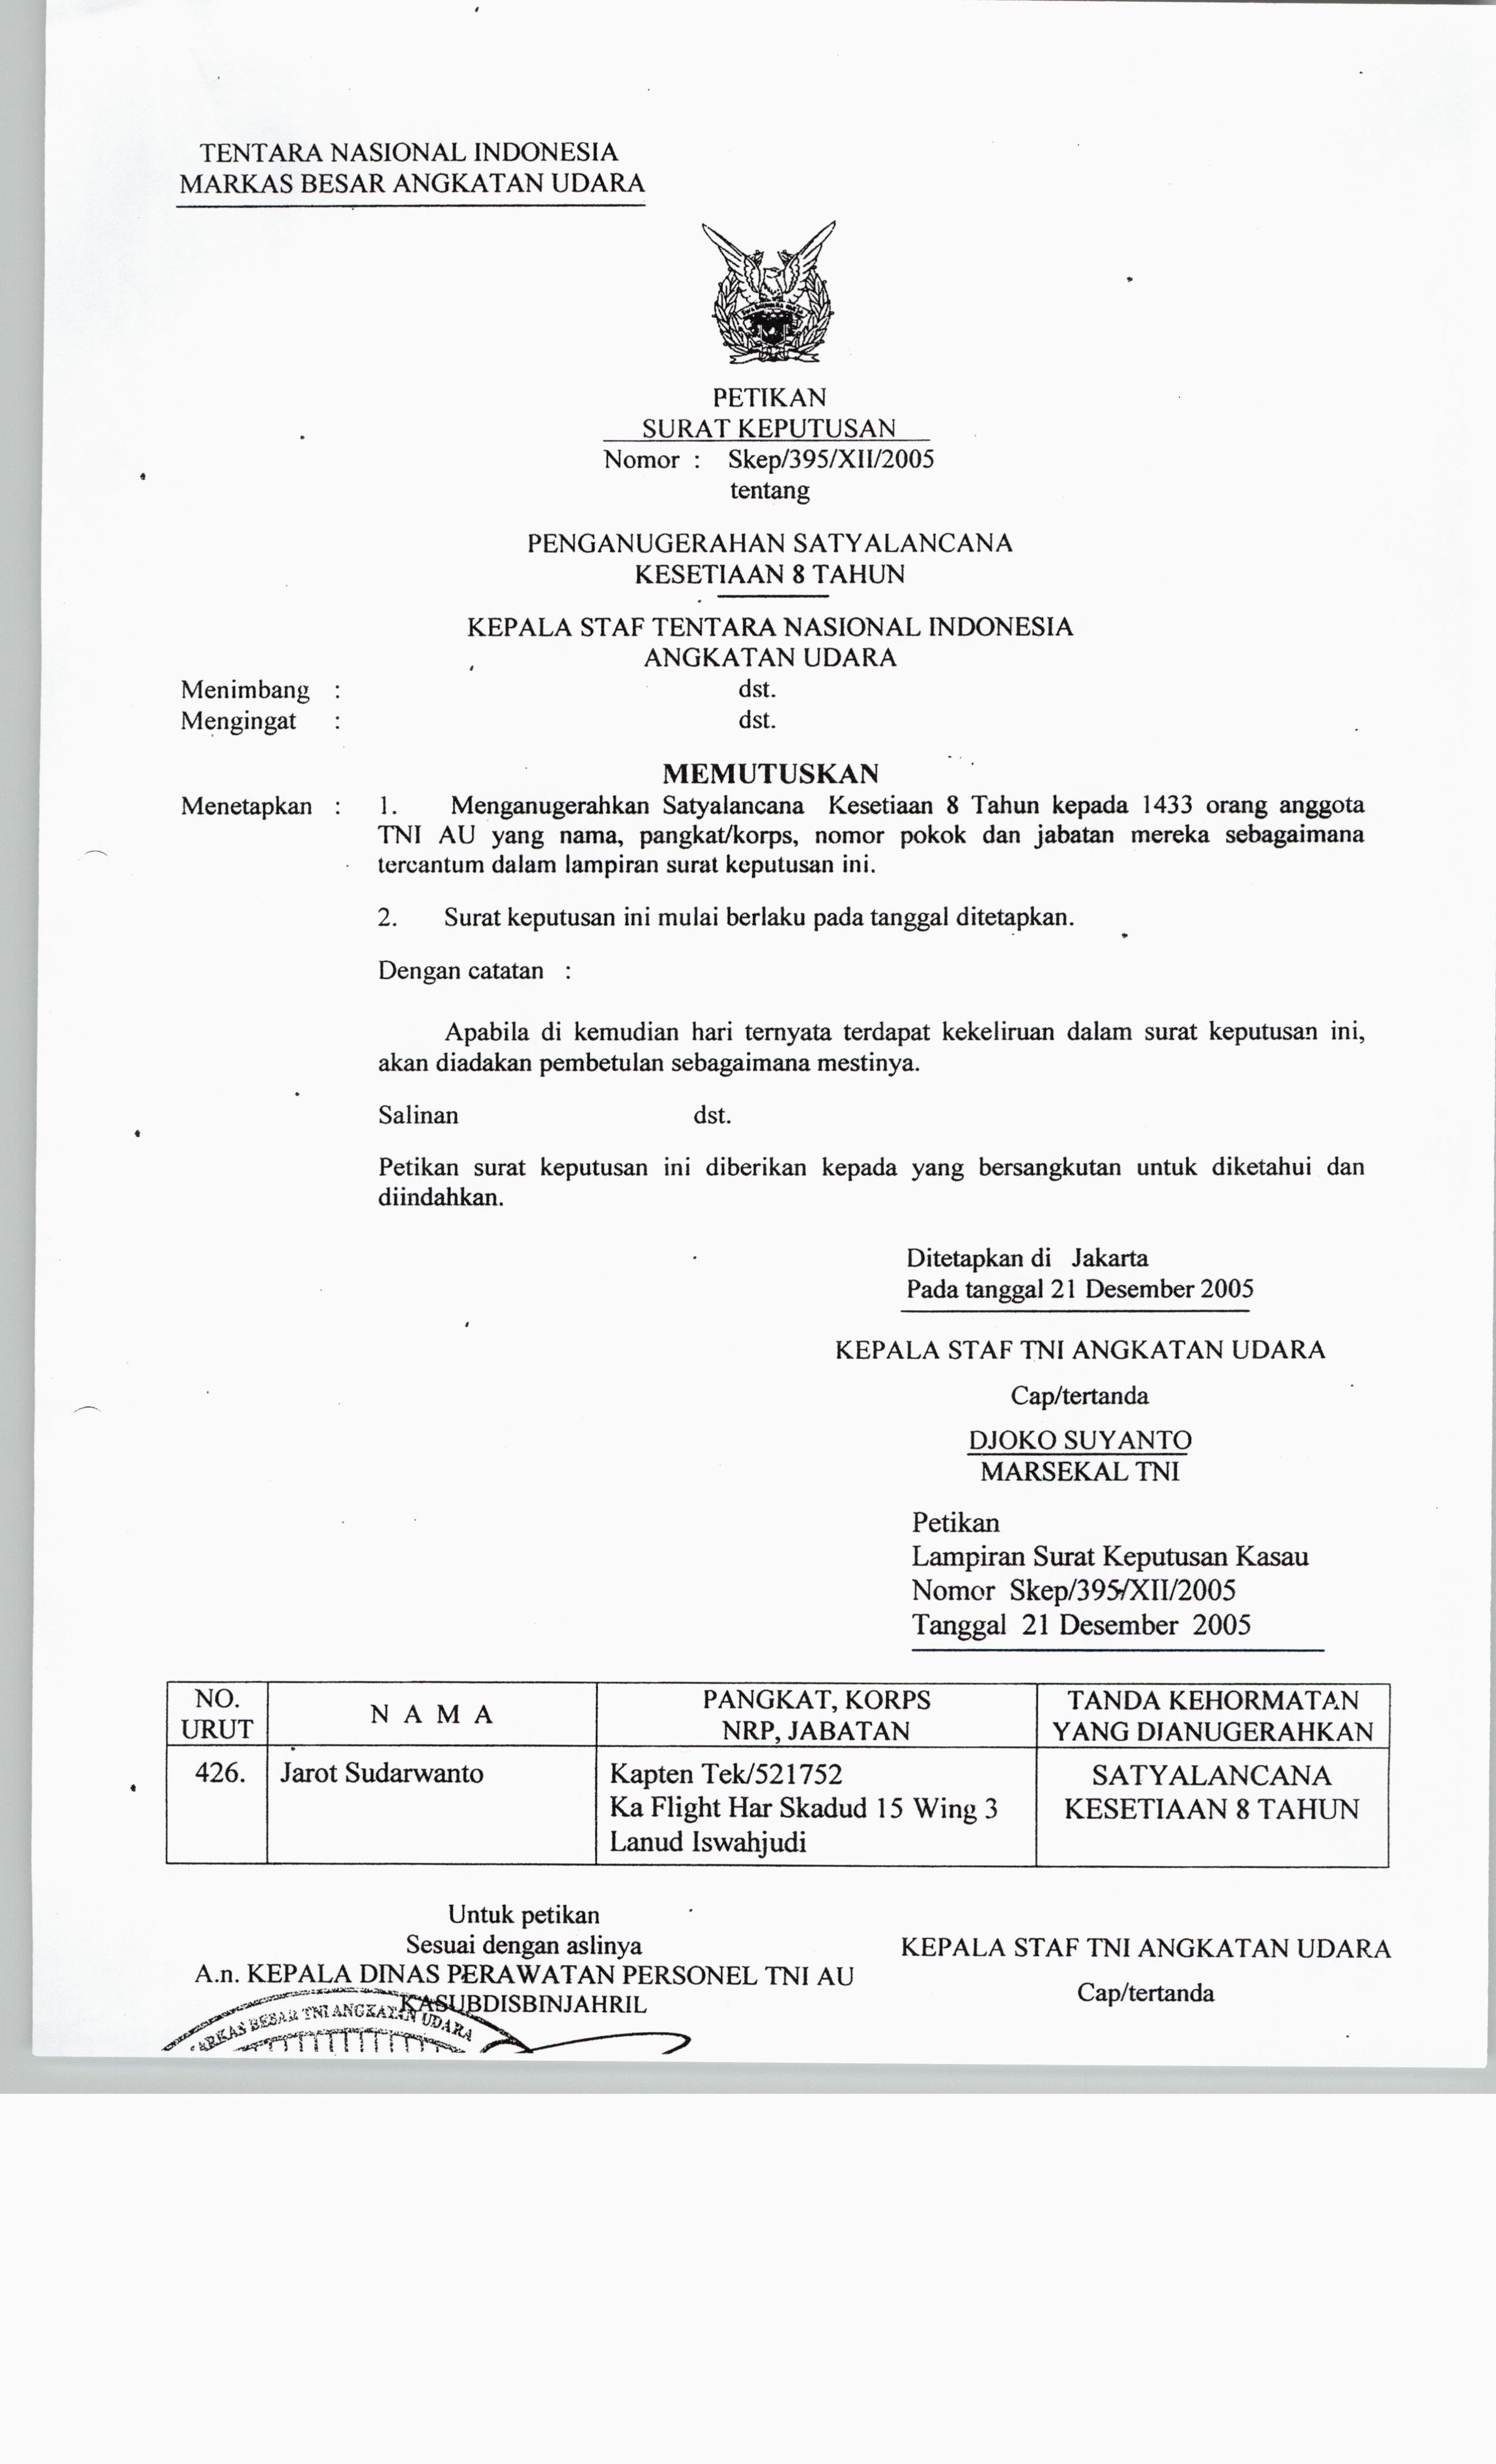 TENTARA NASIONAL INDONESIA
MARKAS BESAR ANGKATAN UDARA
PETIKAN
SURAT KEPUTUSAN
Nomor : Skep/395/XII/2005
tentang
PENGANUGERAHAN SATYALANCANA
KESETIAAN 8 TAHUN
KEPALA STAF TENTARA NASIONAL INDONESIA
ANGKATAN UDARA
Menimbang : dst.
Mengingat : dst.
MEMUTUSKAN
Menetapkan : 1. Menganugerahkan Satyalancana Kesetiaan 8 Tahun kepada 1433 orang anggota
TNI AU yang nama, pangkat/korps, nomor pokok dan jabatan mereka sebagaimana
tercantum dalam lampiran surat keputusan ini.
2. Surat keputusan ini mulai berlaku pada tanggal ditetapkan.
Dengan catatan :
Apabila di kemudian hari ternyata terdapat kekeliruan dalam surat keputusan ini,
akan diadakan pembetulan sebagaimana mestinya.
Salinan dst.
Petikan surat keputusan ini diberikan kepada yang bersangkutan untuk diketahui dan
diindahkan.
Ditetapkan di Jakarta
Pada tanggal 21 Desember 2005
KEPALA STAF TNI ANGKATAN UDARA
Cap/tertanda
DJOKO SUYANTO
MARSEKAL TNI
Petikan
Lampiran Surat Keputusan Kasau
Nomor Skep/395/XII/2005
Tanggal 21 Desember 2005
NO. URUT
N A M A
PANGKAT, KORPS NRP, JABATAN
TANDA KEHORMATAN YANG DIANUGERAHKAN
426.
Jarot Sudarwanto
Kapten Tek/521752
Ka Flight Har Skadud 15 Wing 3
Lanud Iswahjudi
SATYALANCANA
KESETIAAN 8 TAHUN
Untuk petikan
Sesuai dengan aslinya
A.n. KEPALA DINAS PERAWATAN PERSONEL TNI AU
KASUBDISBINJAHRIL
KEPALA STAF TNI ANGKATAN UDARA
Cap/tertanda
BESAR TNI ANGKATAN UDARA